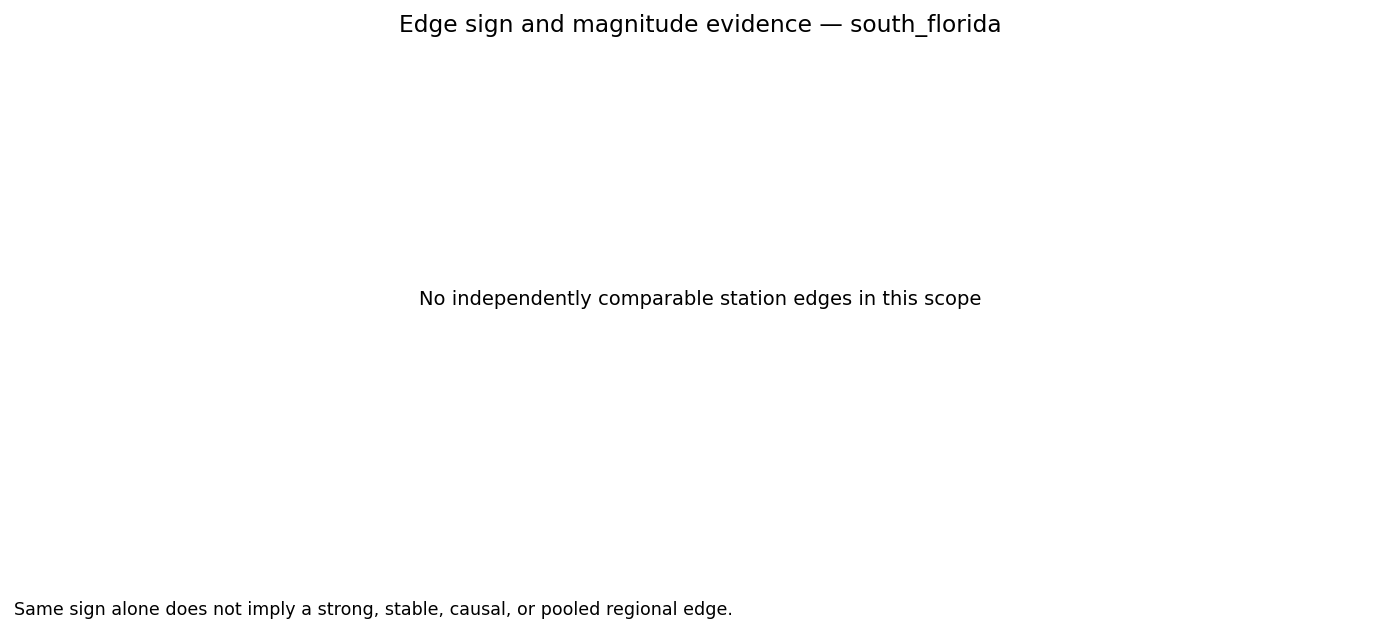 Edge sign and magnitude evidence — south_florida
No independently comparable station edges in this scope
Same sign alone does not imply a strong, stable, causal, or pooled regional edge.